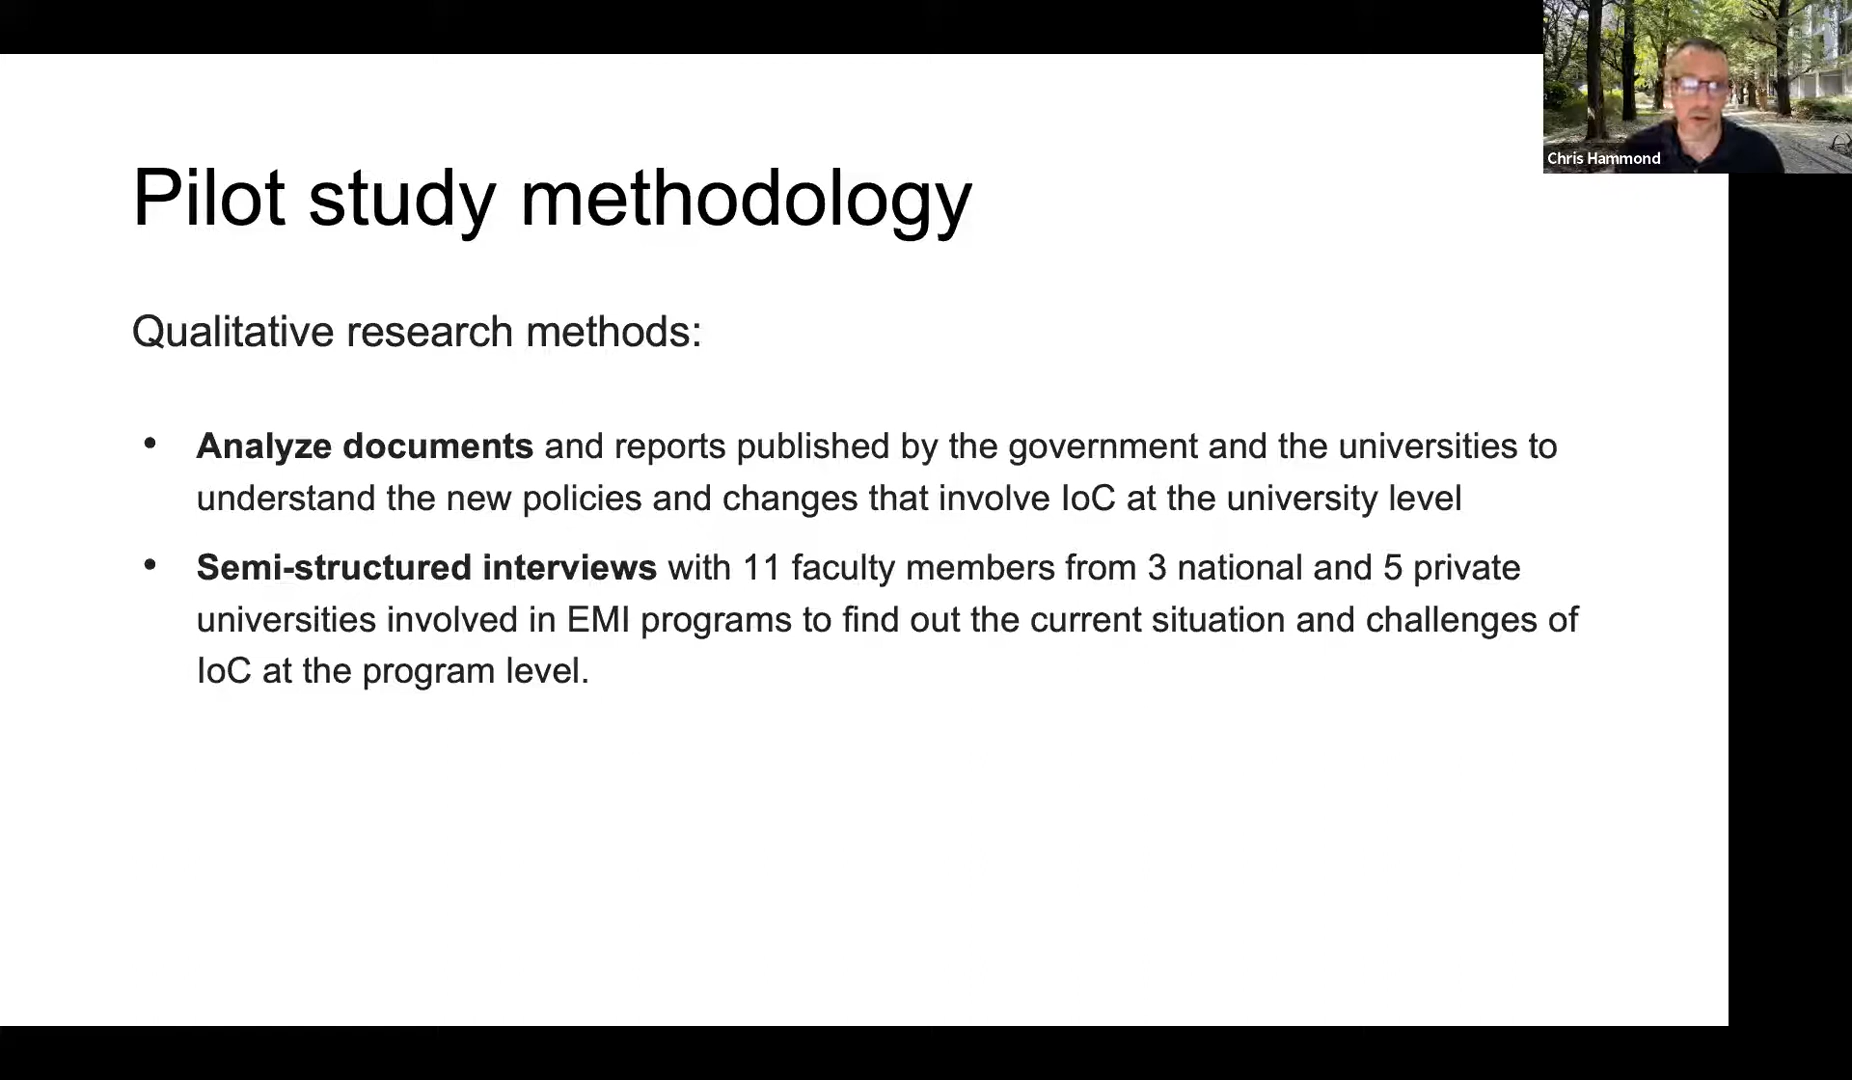 Chris Hammond
Pilot study methodology
Qualitative research methods:
• Analyze documents and reports published by the government and the universities to
understand the new policies and changes that involve IoC at the university level
• Semi-structured interviews with 11 faculty members from 3 national and 5 private
universities involved in EMI programs to find out the current situation and challenges of
IoC at the program level.